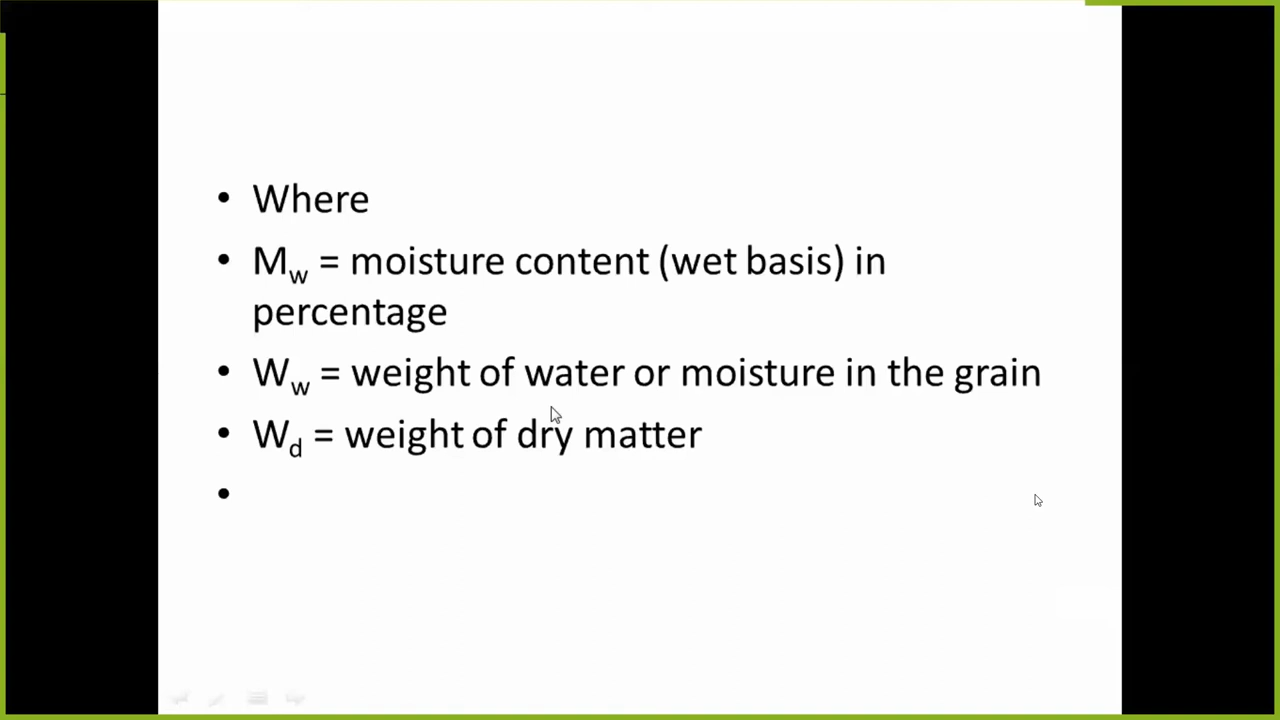 • Where
• Mw = moisture content (wet basis) in
percentage
• Ww = weight of water or moisture in the grain
• Wd = weight of dry matter
•